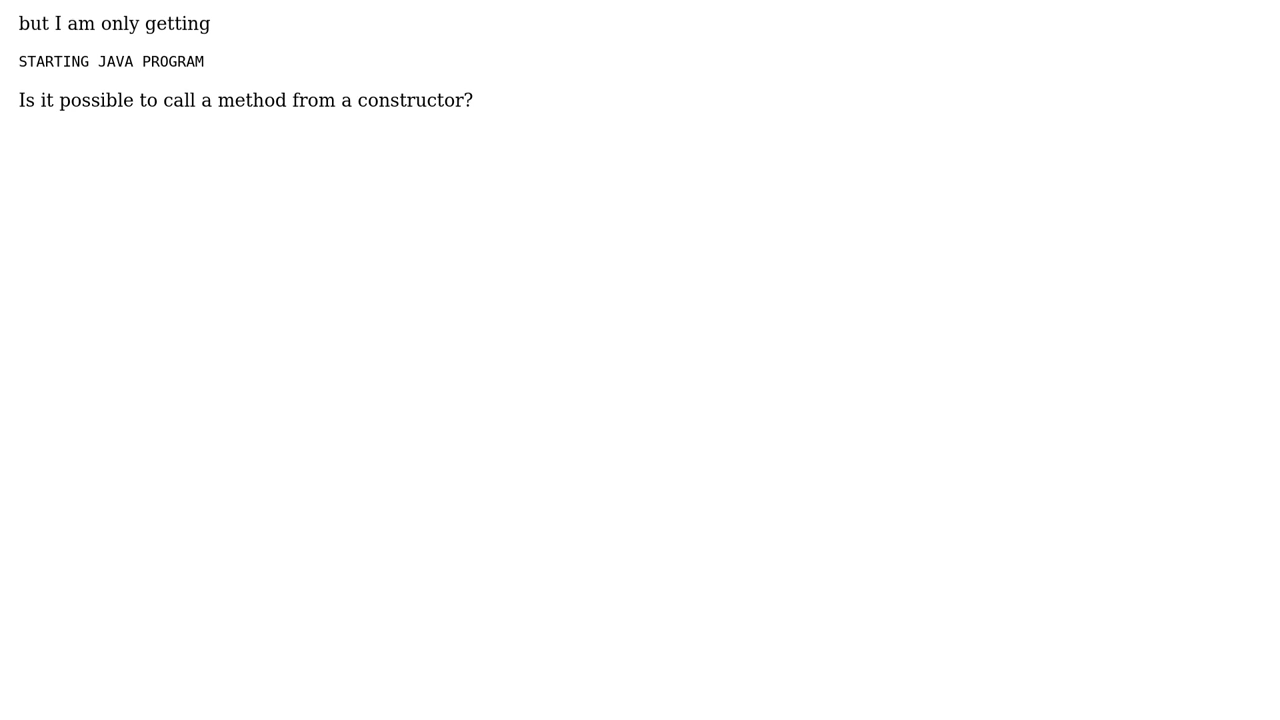 but I am only getting
STARTING JAVA PROGRAM
Is it possible to call a method from a constructor?